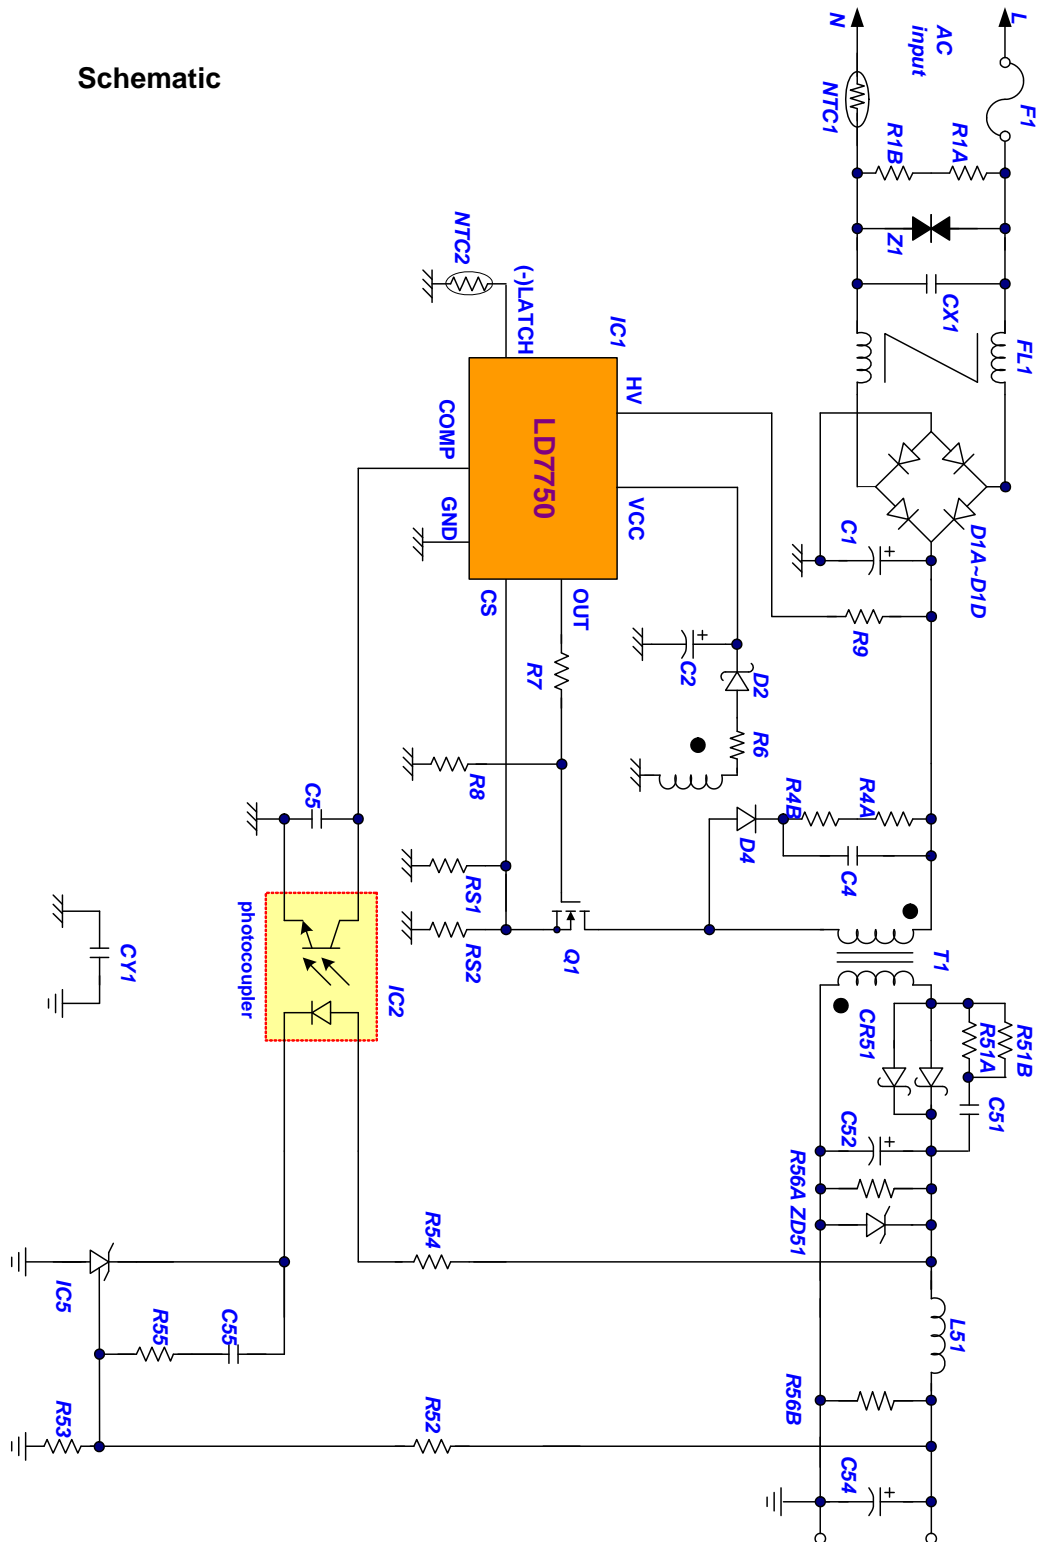 Schematic
N
L
AC
input
F1
NTC1
R1B
R1A
Z1
CX1
FL1
NTC2
(-)LATCH
IC1
HV
COMP
LD7750
GND
VCC
CS
OUT
C1
D1A~D1D
R9
R7
C2
D2
R6
R8
C5
R4B
R4A
D4
C4
RS1
RS2
Q1
T1
photocoupler
IC2
CY1
CR51
R51A
R51B
C51
C52
R56A
ZD51
R54
IC5
L51
R55
C55
R56B
R53
R52
C54